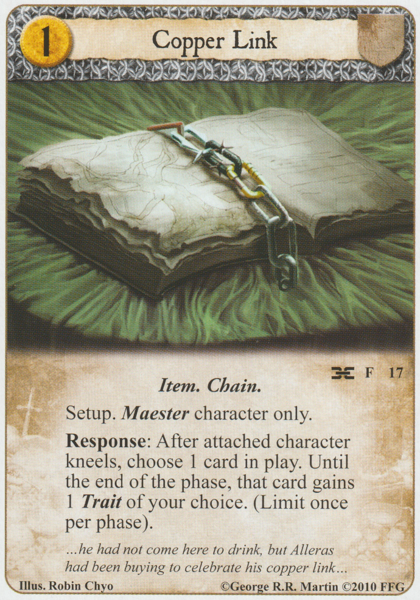 1
Copper Link
F 17
Item. Chain.
Setup. Maester character only.
Response: After attached character
kneels, choose 1 card in play. Until
the end of the phase, that card gains
1 Trait of your choice. (Limit once
per phase).
...he had not come here to drink, but Alleras
had been buying to celebrate his copper link...
Illus. Robin Chyo ©George R.R. Martin ©2010 FFG